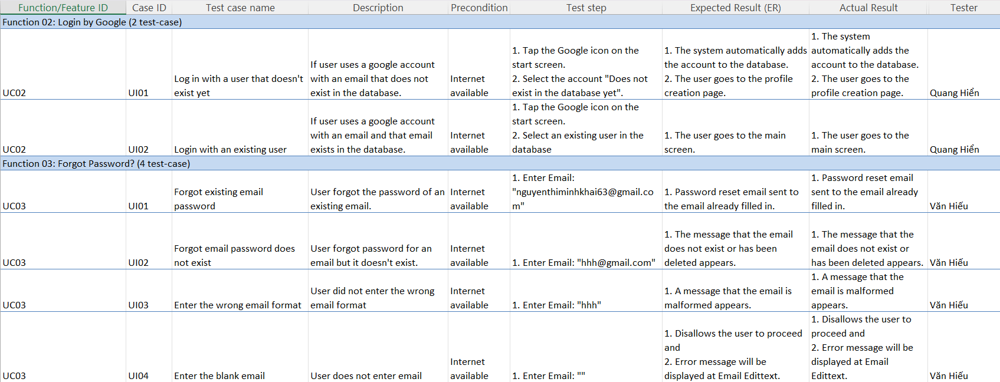 Function/Feature ID Case ID Test case name Description Precondition Test step Expected Result (ER) Actual Result Tester
Function 02: Login by Google (2 test-case)
UC02
UI01
Log in with a user that doesn't
exist yet
If user uses a google account
with an email that does not
exist in the database.
Internet
available
1. Tap the Google icon on the
start screen.
2. Select the account "Does not
exist in the database yet".
1. The system automatically adds
the account to the database.
2. The user goes to the profile
creation page.
1. The system
automatically adds the
account to the database.
2. The user goes to the
profile creation page.
Quang Hiển
UC02
UI02
Login with an existing user
If user uses a google account
with an email and that email
exists in the database.
Internet
available
1. Tap the Google icon on the
start screen.
2. Select an existing user in the
database
1. The user goes to the main
screen.
1. The user goes to the
main screen.
Quang Hiển
Function 03: Forgot Password? (4 test-case)
UC03
UI01
Forgot existing email
password
User forgot the password of an
existing email.
Internet
available
1. Enter Email:
"nguyenthiminhkhai63@gmail.co
m"
1. Password reset email sent to
the email already filled in.
1. Password reset email
sent to the email already
filled in.
Văn Hiếu
UC03
UI02
Forgot email password does
not exist
User forgot password for an
email but it doesn't exist.
Internet
available
1. Enter Email: "hhh@gmail.com"
1. The message that the email
does not exist or has been
deleted appears.
1. The message that the
email does not exist or
has been deleted appears.
Văn Hiếu
UC03
UI03
Enter the wrong email format
User did not enter the wrong
email format
Internet
available
1. Enter Email: "hhh"
1. A message that the email is
malformed appears.
1. A message that the
email is malformed
appears.
Văn Hiếu
UC03
UI04
Enter the blank email
User does not enter email
Internet
available
1. Enter Email: ""
1. Disallows the user to proceed
and
2. Error message will be
displayed at Email Edittext.
1. Disallows the user to
proceed and
2. Error message will be
displayed at Email
Edittext.
Văn Hiếu